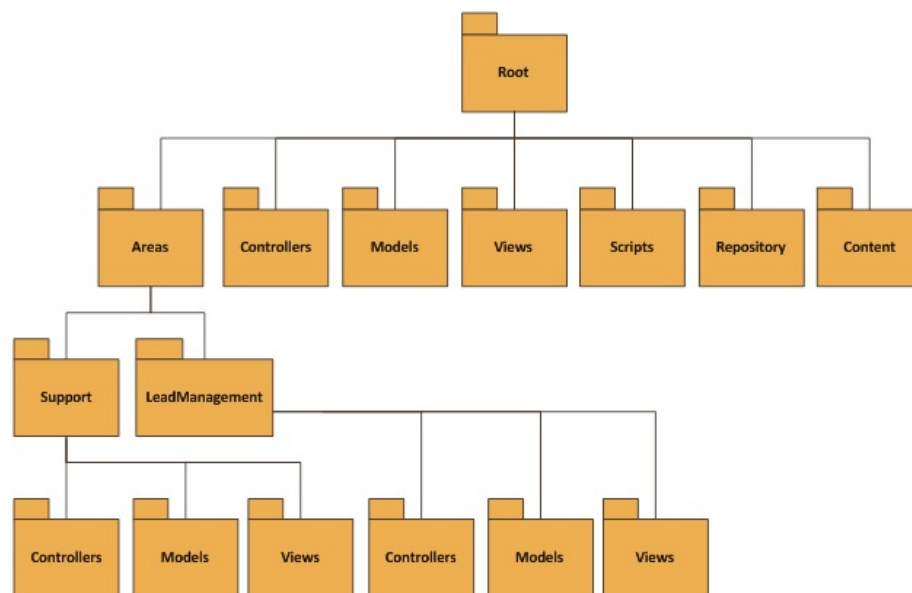 Root
Areas
Controllers
Models
Views
Scripts
Repository
Content
Support
LeadManagement
Controllers
Models
Views
Controllers
Models
Views